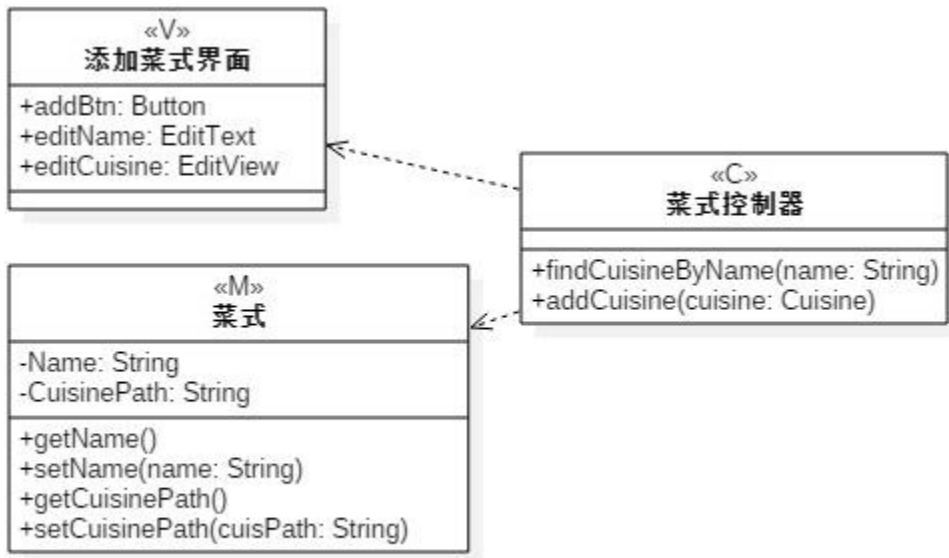 «V»
添加菜式界面
+addBtn: Button
+editName: EditText
+editCuisine: EditView
«C»
菜式控制器
+findCuisineByName(name: String)
+addCuisine(cuisine: Cuisine)
«M»
菜式
-Name: String
-CuisinePath: String
+getName()
+setName(name: String)
+getCuisinePath()
+setCuisinePath(cuisPath: String)